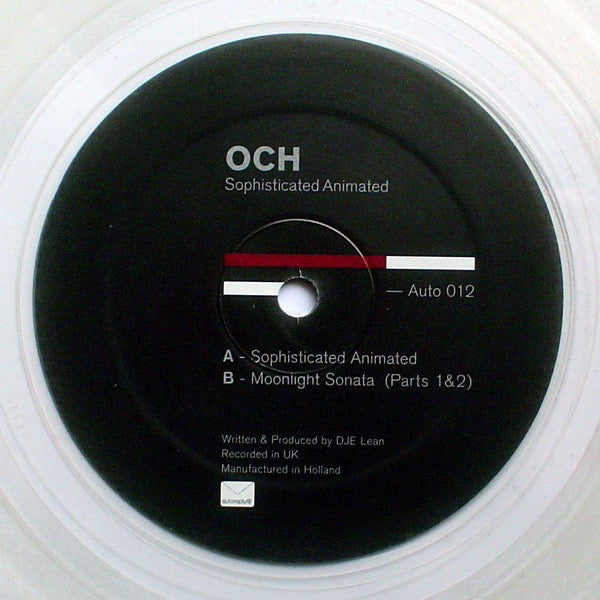 OCH
Sophisticated Animated
— Auto 012
A - Sophisticated Animated
B - Moonlight Sonata (Parts 1&2)
Written & Produced by DJE Lean
Recorded in UK
Manufactured in Holland
autoreply@